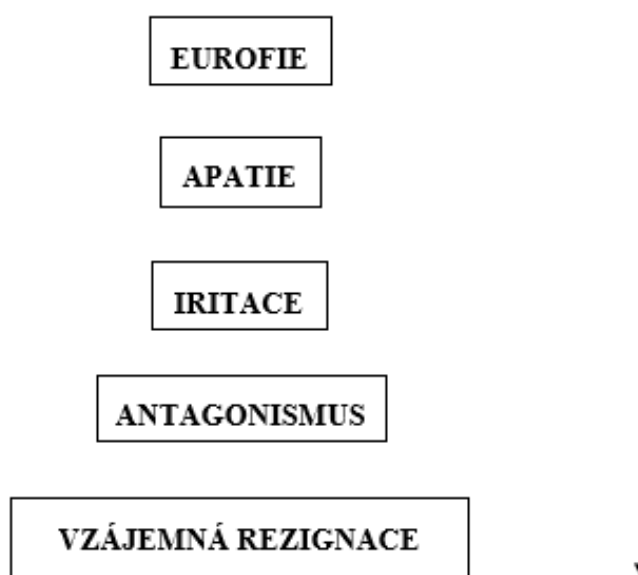 EUROFIE
APATIE
IRITACE
ANTAGONISMUS
VZÁJEMNÁ REZIGNACE